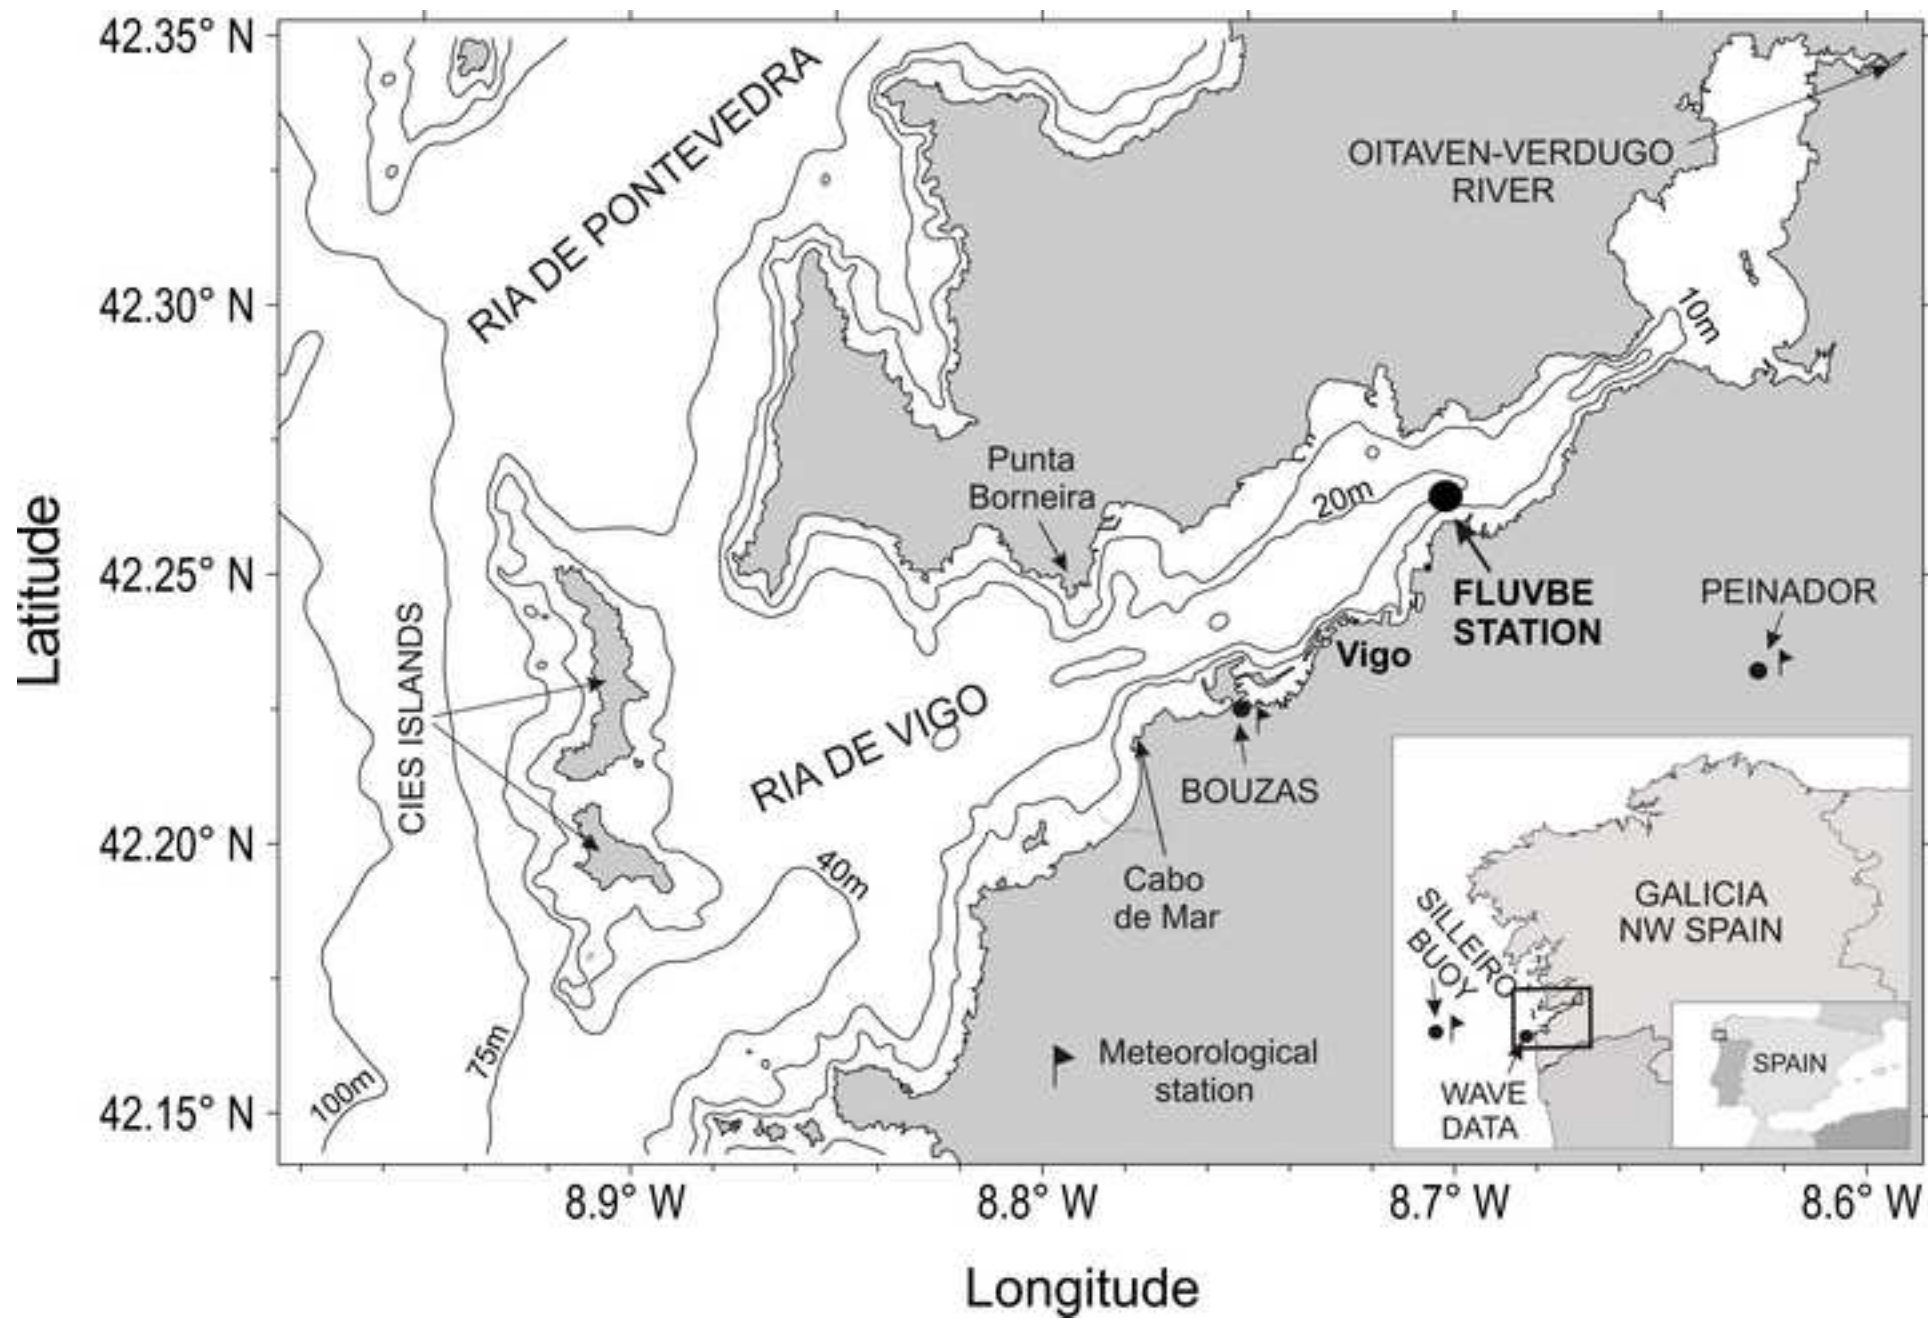 42.35° N
42.30° N
42.25° N
42.20° N
42.15° N
Latitude
RIA DE PONTEVEDRA
OITAVEN-VERDUGO
RIVER
10m
Punta
Borneira
20m
FLUVBE
STATION
PEINADOR
Vigo
CIES ISLANDS
RIA DE VIGO
BOUZAS
Cabo
de Mar
40m
75m
100m
Meteorological
station
GALICIA
NW SPAIN
SILLEIRO
BUOY
WAVE
DATA
SPAIN
8.9° W
8.8° W
8.7° W
8.6° W
Longitude